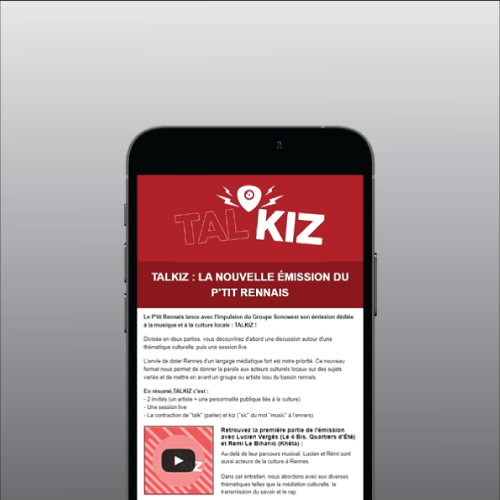 TALKIZ
TALKIZ : LA NOUVELLE ÉMISSION DU
P'TIT RENNAIS
Le P'tit Rennais lance avec l'impulsion du Groupe Sonowest son émission dédiée
à la musique et à la culture locale : TALKIZ !
Divisée en deux parties, vous découvrirez d'abord une discussion autour d'une
thématique culturelle, puis une session live.
L'envie de doter Rennes d'un langage médiatique fort est notre priorité. Ce nouveau
format nous permet de donner la parole aux acteurs culturels locaux sur des sujets
variés et de mettre en avant un groupe ou artiste issu du bassin rennais.
En résumé,TALKIZ c'est :
- 2 invités (un artiste + une personnalité publique liée à la culture)
- Une session live
- La contraction de "talk" (parler) et kiz ("sic" du mot "music" à l'envers)
Retrouvez la première partie de l'émission
avec Lucien Vergès (Le 4 Bis, Quartiers d'Été)
et Rémi Le Bihanic (Khéta) :
Au-delà de leur parcours musical, Lucien et Rémi sont
aussi acteurs de la culture à Rennes.
Dans cet entretien, nous abordons avec eux diverses
thématiques telles que la médiation culturelle, la
transmission du savoir et le rap.